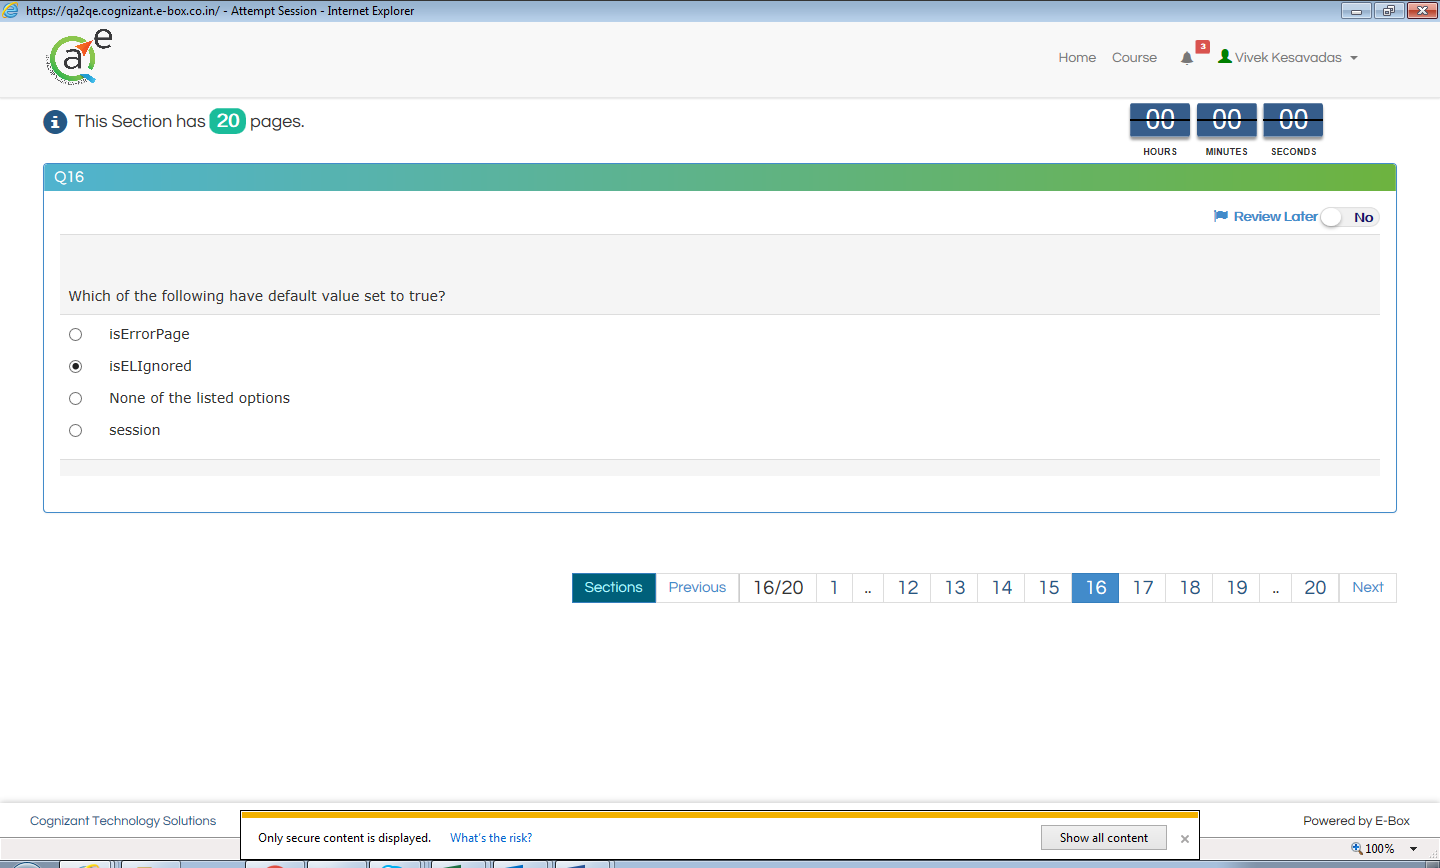 https://qa2qe.cognizant.e-box.co.in/ - Attempt Session - Internet Explorer
a e
Home Course 3 Vivek Kesavadas
i This Section has 20 pages.
00 00 00
HOURS MINUTES SECONDS
Q16
Review Later No
Which of the following have default value set to true?
isErrorPage
isELIgnored
None of the listed options
session
Sections Previous 16/20 1 .. 12 13 14 15 16 17 18 19 .. 20 Next
Cognizant Technology Solutions
Powered by E-Box
Only secure content is displayed. What's the risk? Show all content ×
100%